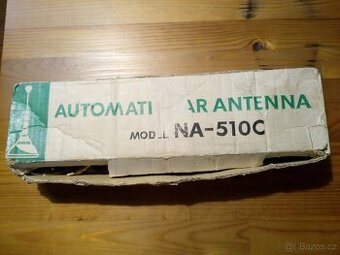 AUTOMATI AR ANTENNA
MODEL NA-510C
Bazos.cz